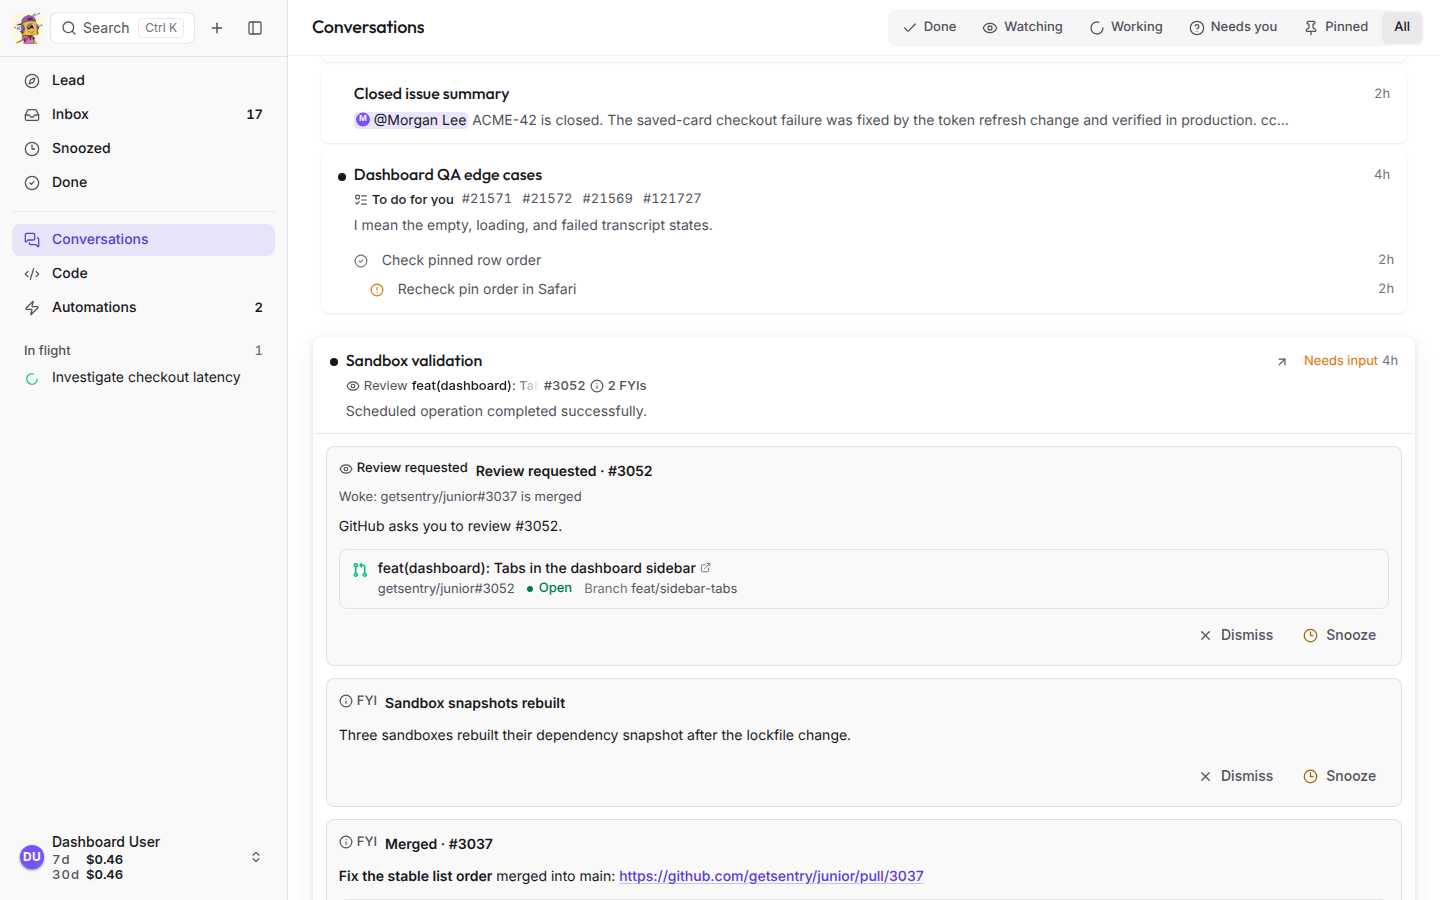 Search Ctrl K
Lead
Inbox 17
Snoozed
Done
Conversations
Code
Automations 2
In flight 1
Investigate checkout latency
DU Dashboard User
7d $0.46
30d $0.46
Conversations
Done Watching Working Needs you Pinned All
Closed issue summary 2h
M @Morgan Lee ACME-42 is closed. The saved-card checkout failure was fixed by the token refresh change and verified in production. cc...
Dashboard QA edge cases 4h
To do for you #21571 #21572 #21569 #121727
I mean the empty, loading, and failed transcript states.
Check pinned row order 2h
Recheck pin order in Safari 2h
Sandbox validation Needs input 4h
Review feat(dashboard): Tab #3052 2 FYIs
Scheduled operation completed successfully.
Review requested Review requested · #3052
Woke: getsentry/junior#3037 is merged
GitHub asks you to review #3052.
feat(dashboard): Tabs in the dashboard sidebar
getsentry/junior#3052 Open Branch feat/sidebar-tabs
Dismiss Snooze
FYI Sandbox snapshots rebuilt
Three sandboxes rebuilt their dependency snapshot after the lockfile change.
Dismiss Snooze
FYI Merged · #3037
Fix the stable list order merged into main: https://github.com/getsentry/junior/pull/3037